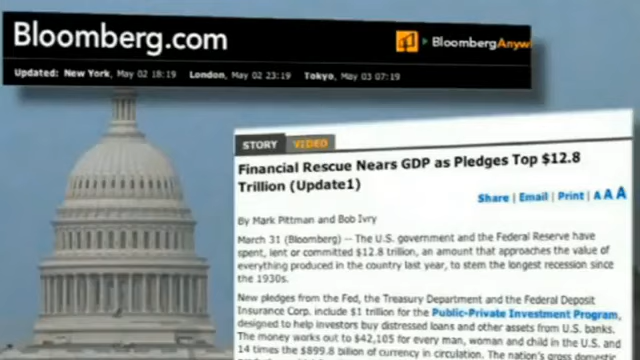 Bloomberg.com
BloombergAnyw
Updated: New York, May 02 18:19 London, May 02 23:19 Tokyo, May 03 07:19
STORY VIDEO
Financial Rescue Nears GDP as Pledges Top $12.8
Trillion (Update1)
Share | Email | Print | A A A
By Mark Pittman and Bob Ivry
March 31 (Bloomberg) -- The U.S. government and the Federal Reserve have
spent, lent or committed $12.8 trillion, an amount that approaches the value of
everything produced in the country last year, to stem the longest recession since
the 1930s.
New pledges from the Fed, the Treasury Department and the Federal Deposit
Insurance Corp. include $1 trillion for the Public-Private Investment Program,
designed to help investors buy distressed loans and other assets from U.S. banks.
The money works out to $42,105 for every man, woman and child in the U.S. and
14 times the $899.8 billion of currency in circulation. The nation's gross domestic